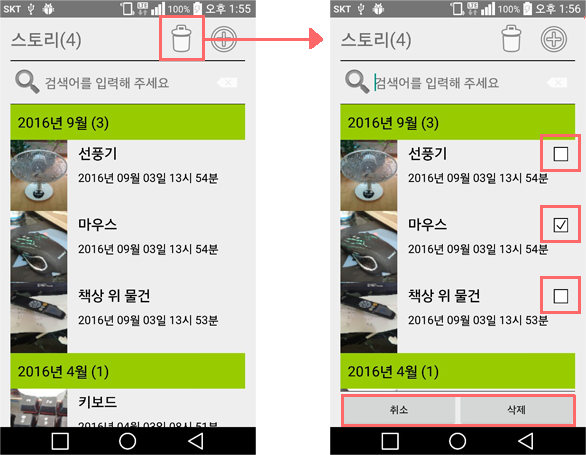 SKT LTE 100% 오후 1:55
스토리(4)
검색어를 입력해 주세요
2016년 9월 (3)
선풍기
2016년 09월 03일 13시 54분
마우스
2016년 09월 03일 13시 54분
책상 위 물건
2016년 09월 03일 13시 53분
2016년 4월 (1)
키보드
2016년 04월 03일 08시 51분
SKT LTE 100% 오후 1:56
스토리(4)
검색어를 입력해 주세요
2016년 9월 (3)
선풍기
2016년 09월 03일 13시 54분
마우스
2016년 09월 03일 13시 54분
책상 위 물건
2016년 09월 03일 13시 53분
2016년 4월 (1)
취소 삭제